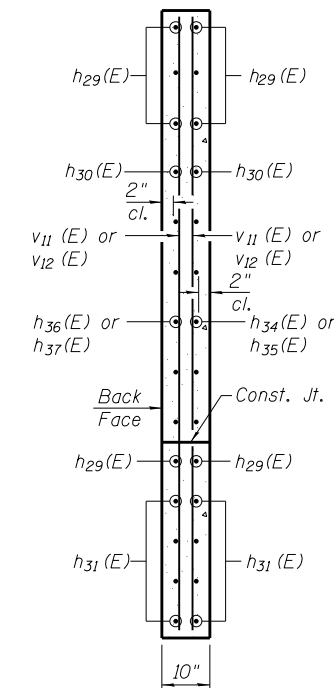 h29(E) h29(E)
h30(E) h30(E)
2"
cl.
v11 (E) or v11 (E) or
v12 (E) v12 (E)
2"
cl.
h36(E) or h34(E) or
h37(E) h35(E)
Back Const. Jt.
Face
h29(E) h29(E)
h31(E) h31(E)
10"